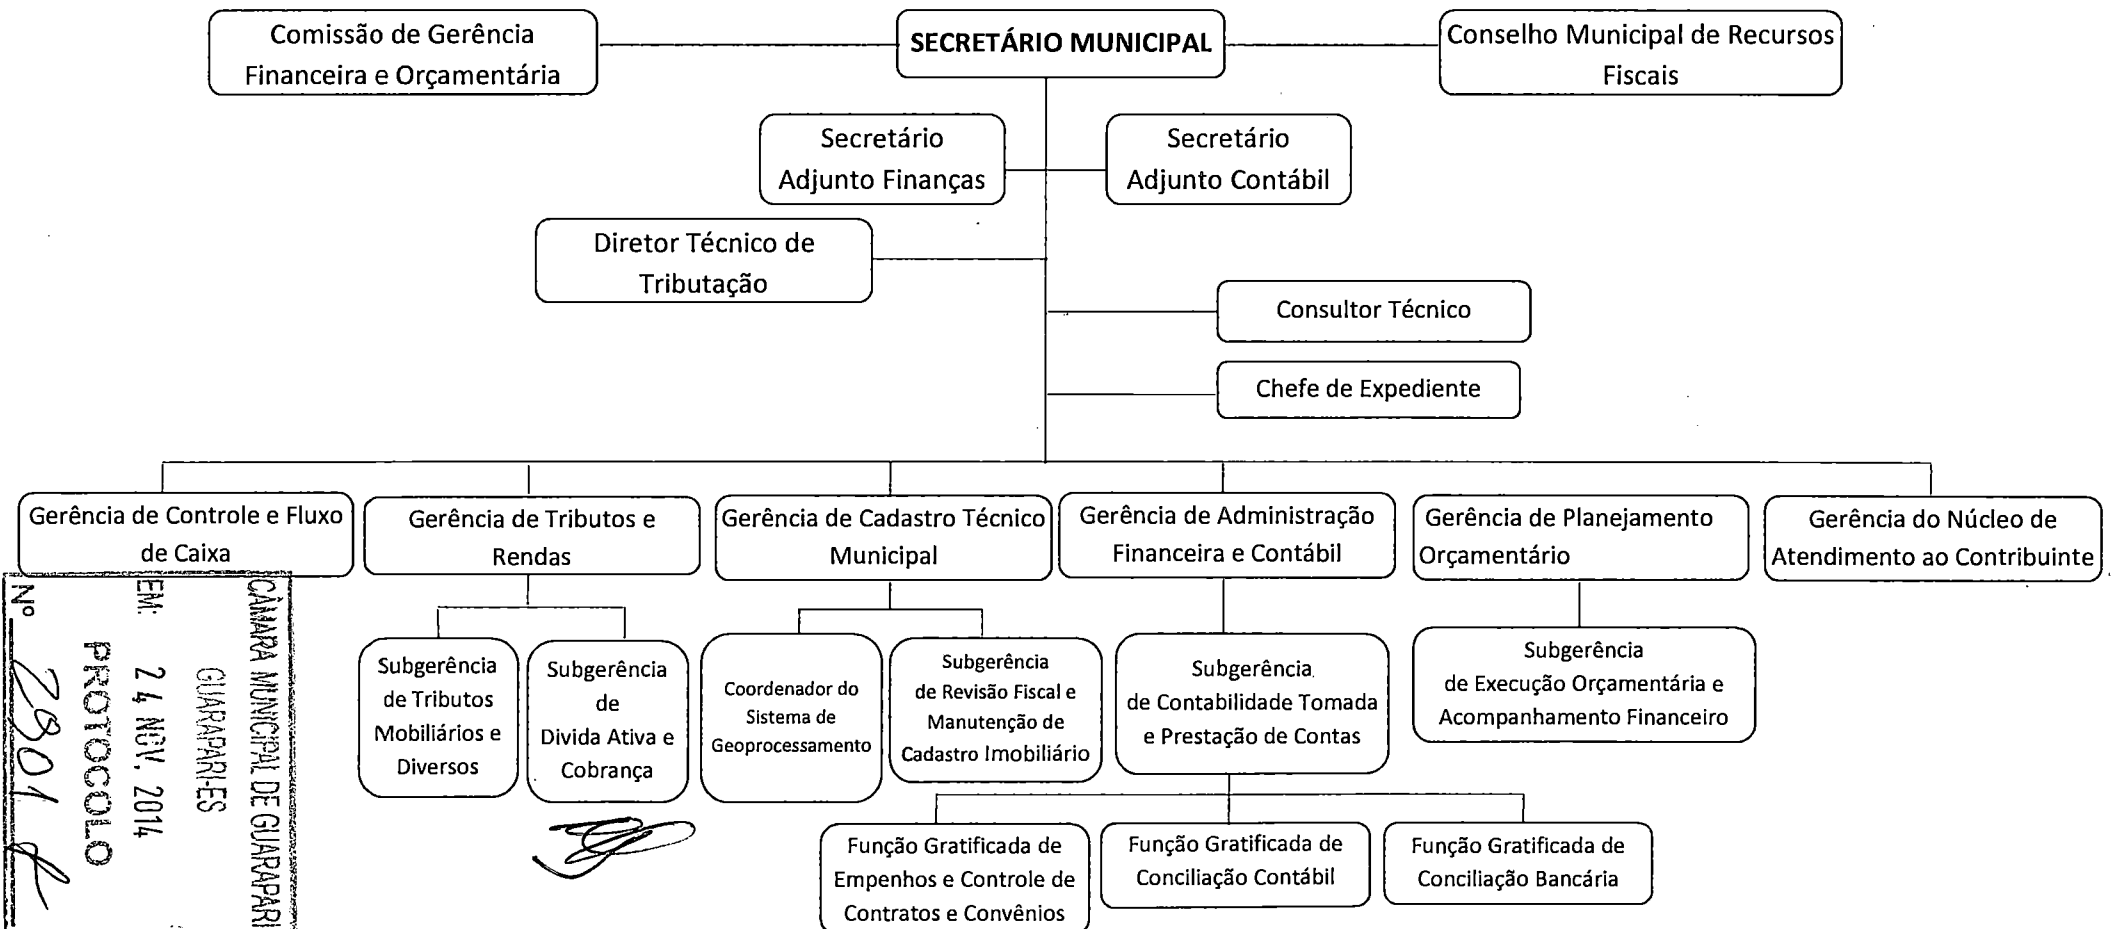 Comissão de Gerência
Financeira e Orçamentária
SECRETÁRIO MUNICIPAL
Conselho Municipal de Recursos
Fiscais
Secretário
Adjunto Finanças
Secretário
Adjunto Contábil
Diretor Técnico de
Tributação
Consultor Técnico
Chefe de Expediente
Gerência de Controle e Fluxo
de Caixa
Gerência de Tributos e
Rendas
Gerência de Cadastro Técnico
Municipal
Gerência de Administração
Financeira e Contábil
Gerência de Planejamento
Orçamentário
Gerência do Núcleo de
Atendimento ao Contribuinte
Subgerência
de Tributos
Mobiliários e
Diversos
Subgerência
de
Divida Ativa e
Cobrança
Coordenador do
Sistema de
Geoprocessamento
Subgerência
de Revisão Fiscal e
Manutenção de
Cadastro Imobiliário
Subgerência
de Contabilidade Tomada
e Prestação de Contas
Subgerência
de Execução Orçamentária e
Acompanhamento Financeiro
Função Gratificada de
Empenhos e Controle de
Contratos e Convênios
Função Gratificada de
Conciliação Contábil
Função Gratificada de
Conciliação Bancária
CÂMARA MUNICIPAL DE GUARAPARI
GUARAPARI-ES
EM: 24 NOV. 2014
PROTOCOLO
Nº 2801